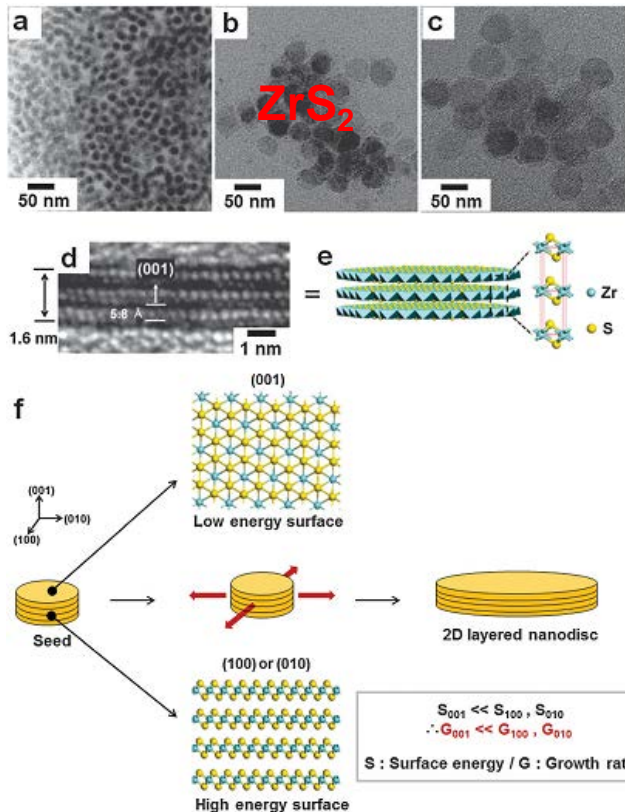 a
b
c
ZrS₂
50 nm
50 nm
50 nm
d
(001)
5.8 Å
1.6 nm
1 nm
=
e
Zr
S
f
(001)
Low energy surface
(001)
(010)
(100)
Seed
2D layered nanodisc
(100) or (010)
High energy surface
S₀₀₁ << S₁₀₀ , S₀₁₀
∴G₀₀₁ << G₁₀₀ , G₀₁₀
S : Surface energy / G : Growth rat